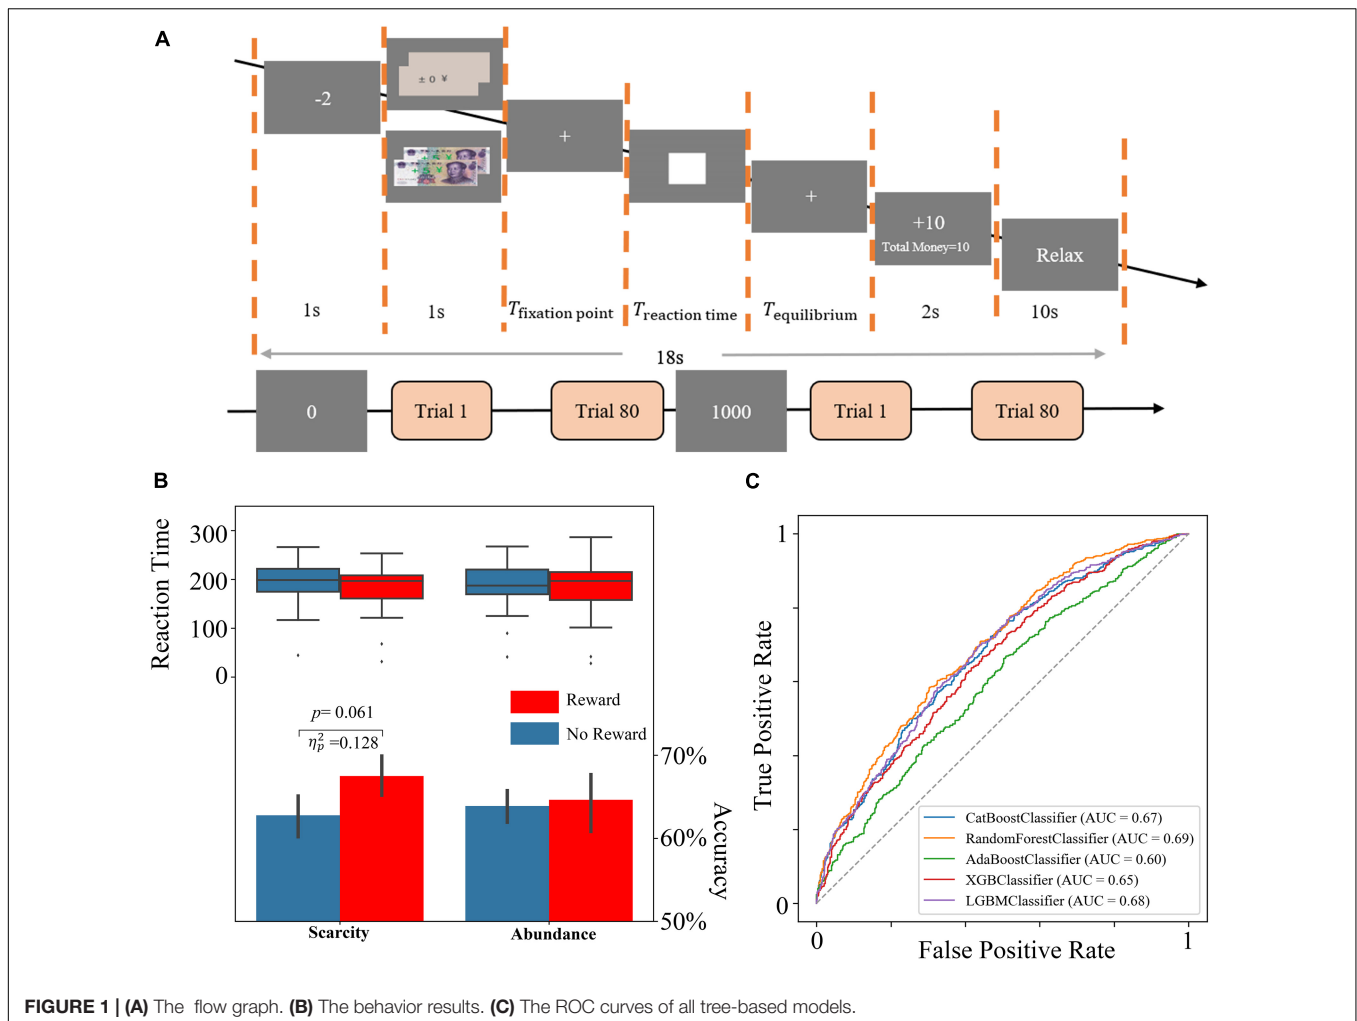 A
-2
± 0 ¥
+ 5 ¥
+
+
+10
Total Money=10
Relax
1s
1s
T fixation point
T reaction time
T equilibrium
2s
10s
18s
0
Trial 1
Trial 80
1000
Trial 1
Trial 80
B
Reaction Time
300
200
100
0
p= 0.061
η²p =0.128
Reward
No Reward
70%
60%
50%
Accuracy
Scarcity
Abundance
C
True Positive Rate
1
0
CatBoostClassifier (AUC = 0.67)
RandomForestClassifier (AUC = 0.69)
AdaBoostClassifier (AUC = 0.60)
XGBClassifier (AUC = 0.65)
LGBMClassifier (AUC = 0.68)
0
1
False Positive Rate
FIGURE 1 | (A) The flow graph. (B) The behavior results. (C) The ROC curves of all tree-based models.